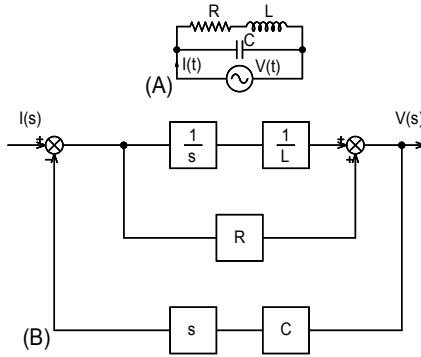 R L
C
I(t) V(t)
(A)
I(s) V(s)
+ 1/s 1/L + 
− +
R
s C
(B)